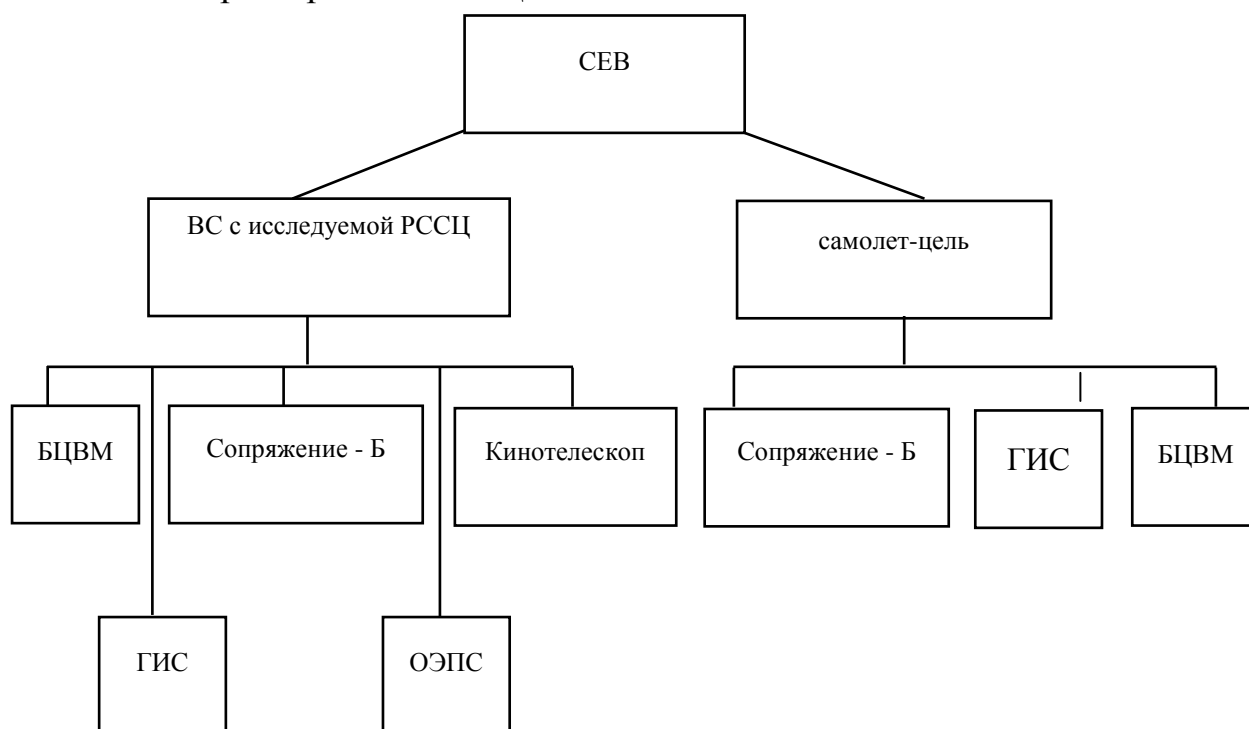 СЕВ
ВС с исследуемой РССЦ
самолет-цель
БЦВМ
Сопряжение - Б
Кинотелескоп
Сопряжение - Б
ГИС
БЦВМ
ГИС
ОЭПС